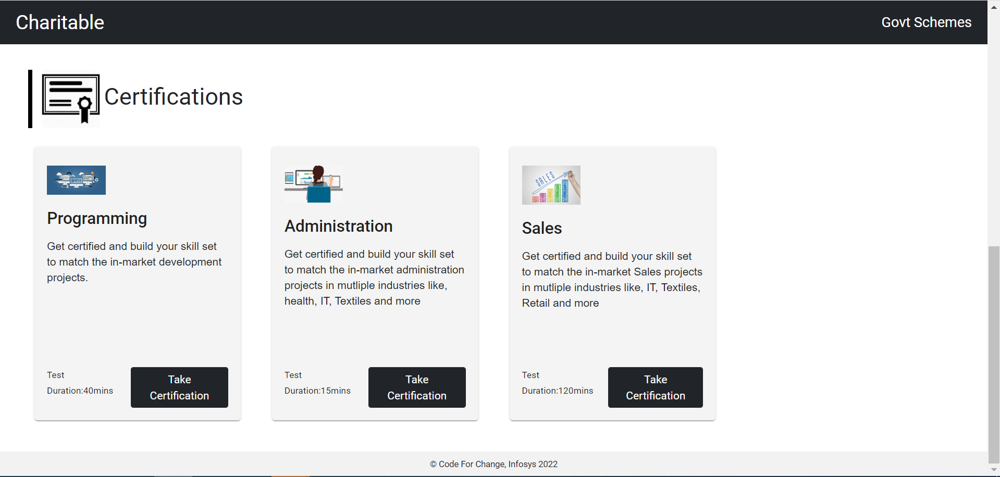 Charitable
Govt Schemes
Certifications
Programming
Get certified and build your skill set
to match the in-market development
projects.
Test
Duration:40mins
Take
Certification
Administration
Get certified and build your skill set
to match the in-market administration
projects in mutliple industries like,
health, IT, Textiles and more
Test
Duration:15mins
Take
Certification
SALES
Sales
Get certified and build your skill set
to match the in-market Sales projects
in mutliple industries like, IT, Textiles,
Retail and more
Test
Duration:120mins
Take
Certification
© Code For Change, Infosys 2022